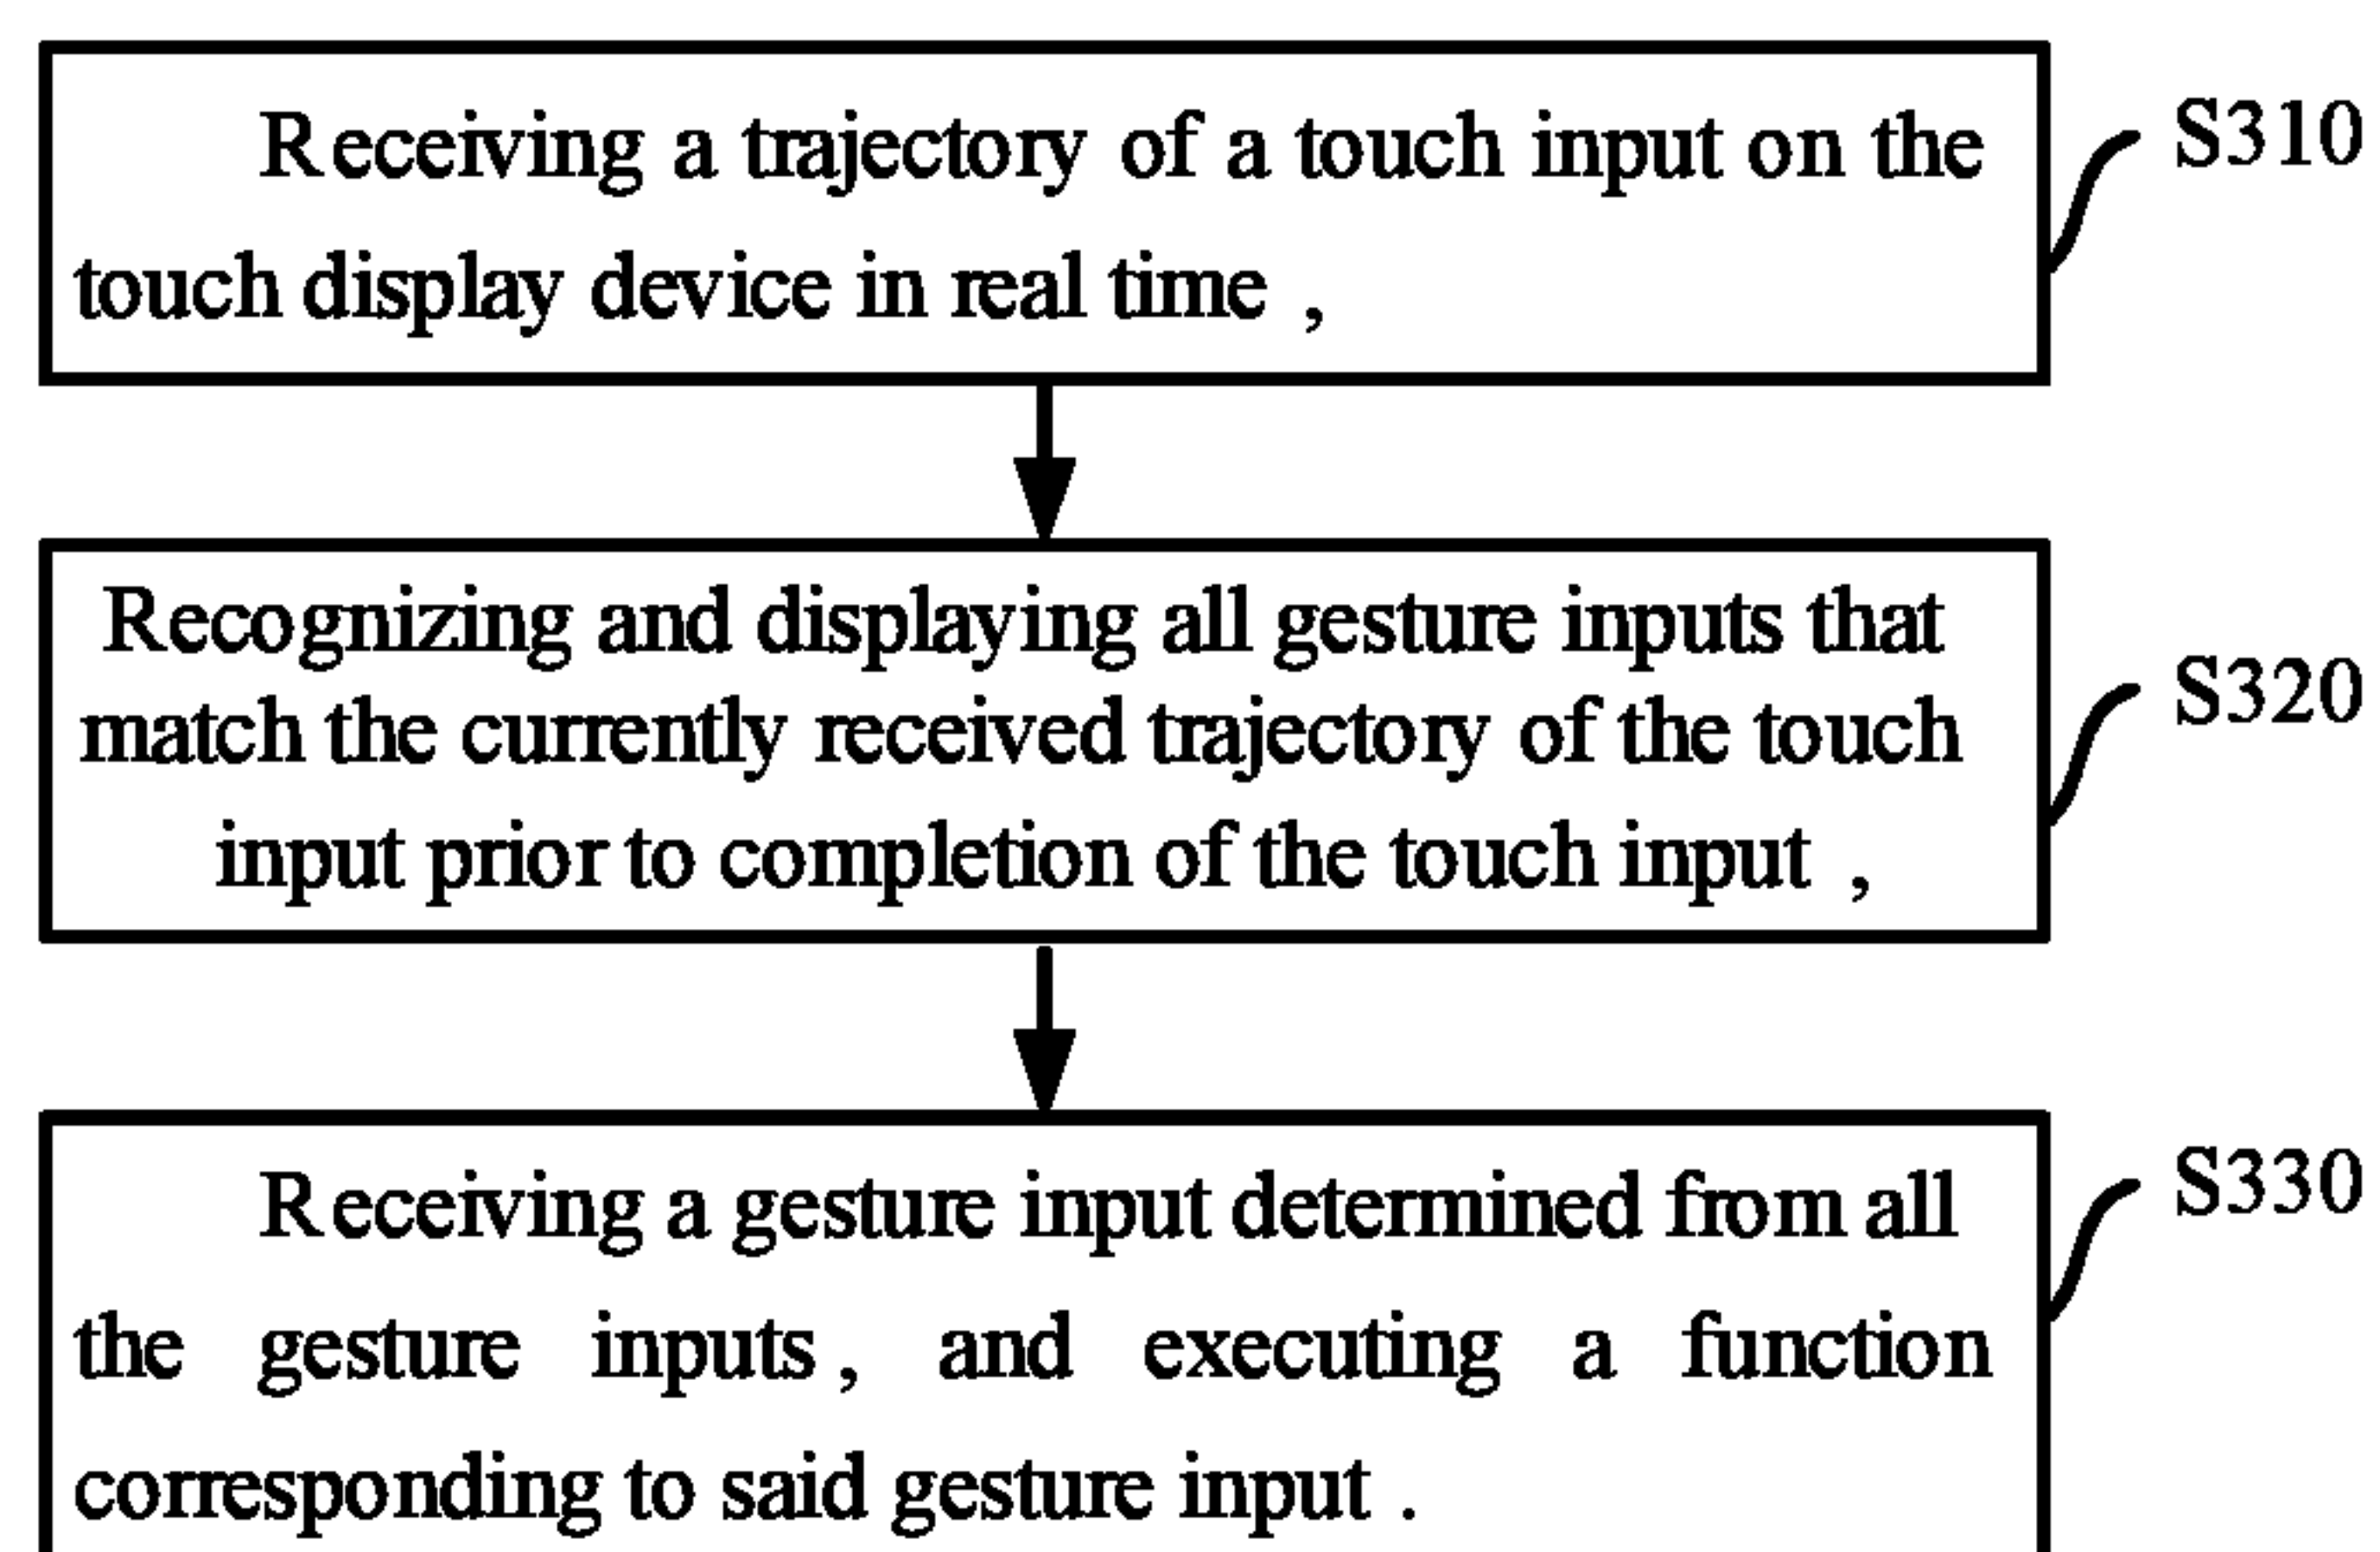 Receiving a trajectory of a touch input on the
touch display device in real time ,
S310
Recognizing and displaying all gesture inputs that
match the currently received trajectory of the touch
input prior to completion of the touch input ,
S320
Receiving a gesture input determined from all
the gesture inputs , and executing a function
corresponding to said gesture input .
S330